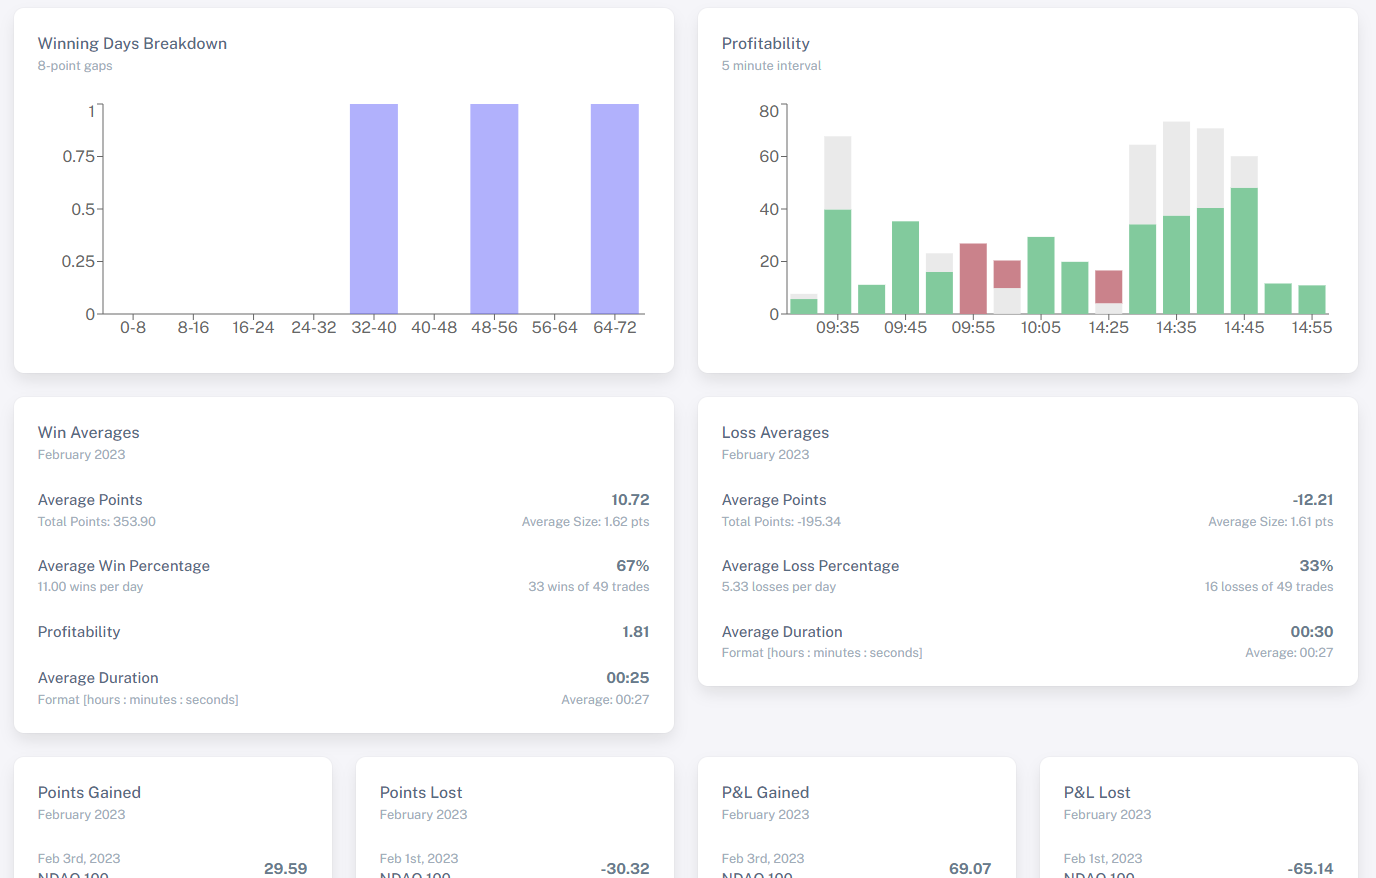 Winning Days Breakdown
8-point gaps
1
0.75
0.5
0.25
0
0-8 8-16 16-24 24-32 32-40 40-48 48-56 56-64 64-72
Profitability
5 minute interval
80
60
40
20
0
09:35 09:45 09:55 10:05 14:25 14:35 14:45 14:55
Win Averages
February 2023
Average Points 10.72
Total Points: 353.90 Average Size: 1.62 pts
Average Win Percentage 67%
11.00 wins per day 33 wins of 49 trades
Profitability 1.81
Average Duration 00:25
Format [hours : minutes : seconds] Average: 00:27
Loss Averages
February 2023
Average Points -12.21
Total Points: -195.34 Average Size: 1.61 pts
Average Loss Percentage 33%
5.33 losses per day 16 losses of 49 trades
Average Duration 00:30
Format [hours : minutes : seconds] Average: 00:27
Points Gained
February 2023
Feb 3rd, 2023
29.59
NDAQ 100
Points Lost
February 2023
Feb 1st, 2023
-30.32
NDAQ 100
P&L Gained
February 2023
Feb 3rd, 2023
69.07
NDAQ 100
P&L Lost
February 2023
Feb 1st, 2023
-65.14
NDAQ 100